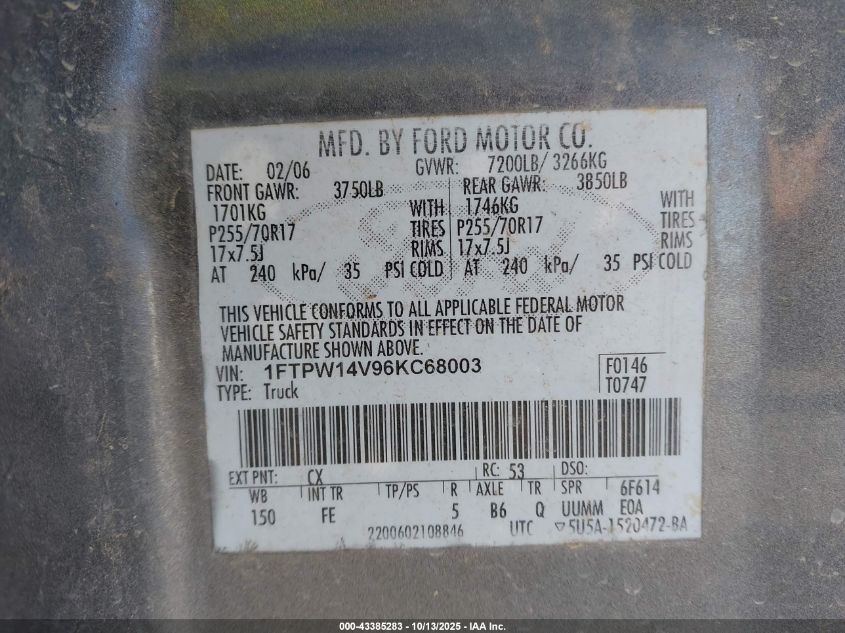 MFD. BY FORD MOTOR CO.
DATE: 02/06 GVWR: 7200LB/ 3266KG
FRONT GAWR: 3750LB REAR GAWR: 3850LB
1701KG WITH 1746KG WITH
P255/70R17 TIRES P255/70R17 TIRES
17x7.5J RIMS 17x7.5J RIMS
AT 240 kPa/ 35 PSI COLD AT 240 kPa/ 35 PSI COLD
THIS VEHICLE CONFORMS TO ALL APPLICABLE FEDERAL MOTOR
VEHICLE SAFETY STANDARDS IN EFFECT ON THE DATE OF
MANUFACTURE SHOWN ABOVE.
VIN: 1FTPW14V96KC68003 F0146
TYPE: Truck T0747
EXT PNT: CX RC: 53 DSO:
WB INT TR TP/PS R AXLE TR SPR 6F614
150 FE 5 B6 Q UUMM EOA
2200602108846 UTC ▽5U5A-1520472-BA
000-43385283 - 10/13/2025 - IAA Inc.